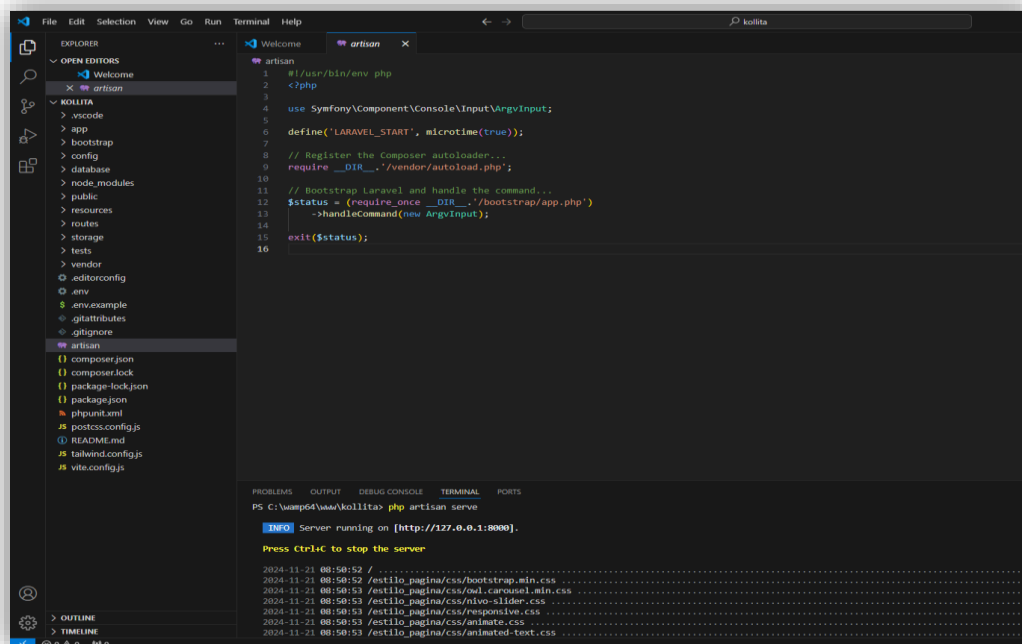 File Edit Selection View Go Run Terminal Help
kollita
EXPLORER
OPEN EDITORS
Welcome
artisan
KOLLITA
.vscode
app
bootstrap
config
database
node_modules
public
resources
routes
storage
tests
vendor
.editorconfig
.env
$ .env.example
.gitattributes
.gitignore
artisan
{} composer.json
{} composer.lock
{} package-lock.json
{} package.json
phpunit.xml
JS postcss.config.js
README.md
JS tailwind.config.js
JS vite.config.js
OUTLINE
TIMELINE
Welcome artisan
artisan
1 #!/usr/bin/env php
2 <?php
3
4 use Symfony\Component\Console\Input\ArgvInput;
5
6 define('LARAVEL_START', microtime(true));
7
8 // Register the Composer autoloader...
9 require __DIR__.'/vendor/autoload.php';
10
11 // Bootstrap Laravel and handle the command...
12 $status = (require_once __DIR__.'/bootstrap/app.php')
13 ->handleCommand(new ArgvInput);
14
15 exit($status);
16
PROBLEMS OUTPUT DEBUG CONSOLE TERMINAL PORTS
PS C:\wamp64\www\kollita> php artisan serve
INFO Server running on [http://127.0.0.1:8000].
Press Ctrl+C to stop the server
2024-11-21 08:50:52 / ........................
2024-11-21 08:50:52 /estilo_pagina/css/bootstrap.min.css ........................
2024-11-21 08:50:53 /estilo_pagina/css/owl.carousel.min.css ........................
2024-11-21 08:50:53 /estilo_pagina/css/nivo-slider.css ........................
2024-11-21 08:50:53 /estilo_pagina/css/responsive.css ........................
2024-11-21 08:50:53 /estilo_pagina/css/animate.css ........................
2024-11-21 08:50:53 /estilo_pagina/css/animated-text.css ........................